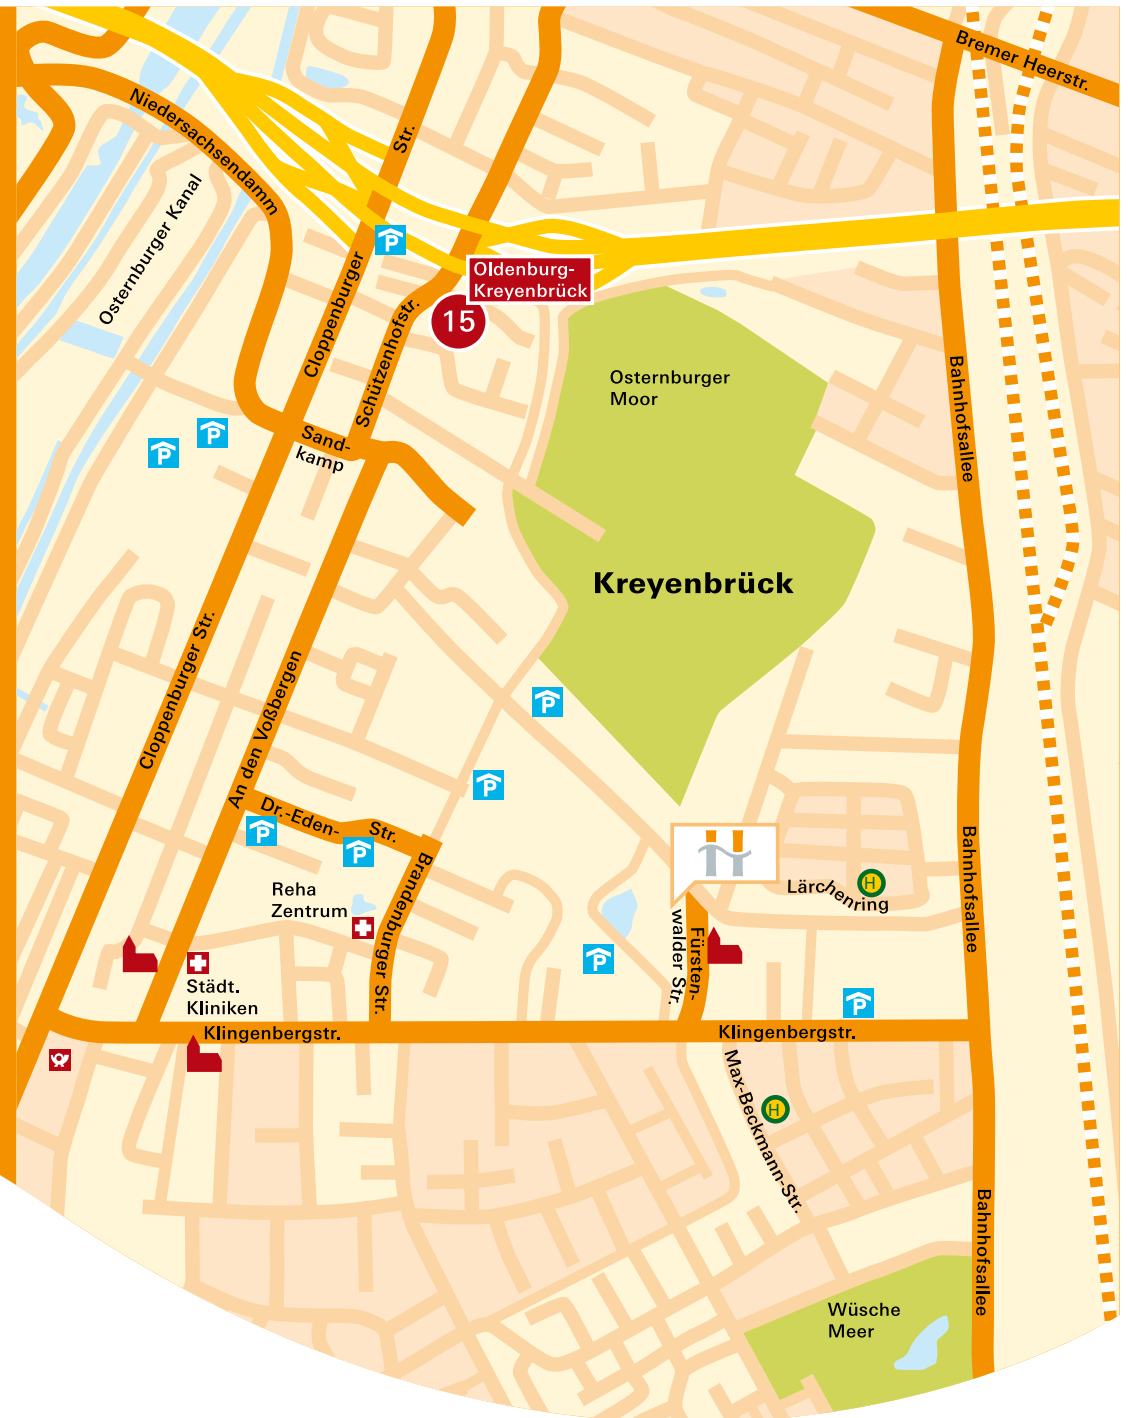 Bremer Heerstr.
Niedersachsendamm
Str.
Osternburger Kanal
P
Cloppenburger
Oldenburg-
Kreyenbrück
15
Schützenhofstr.
Osternburger
Moor
Bahnhofsallee
P
P
Sand-
kamp
Kreyenbrück
Cloppenburger Str.
An den Voßbergen
P
P
Dr.-Eden-
Str.
P
P
Brandenburger Str.
Bahnhofsallee
Reha
Zentrum
Lärchenring
H
Fürsten-
walder Str.
P
Städt.
Kliniken
P
Klingenbergstr.
Klingenbergstr.
Max-Beckmann-Str.
H
Bahnhofsallee
Wüsche
Meer